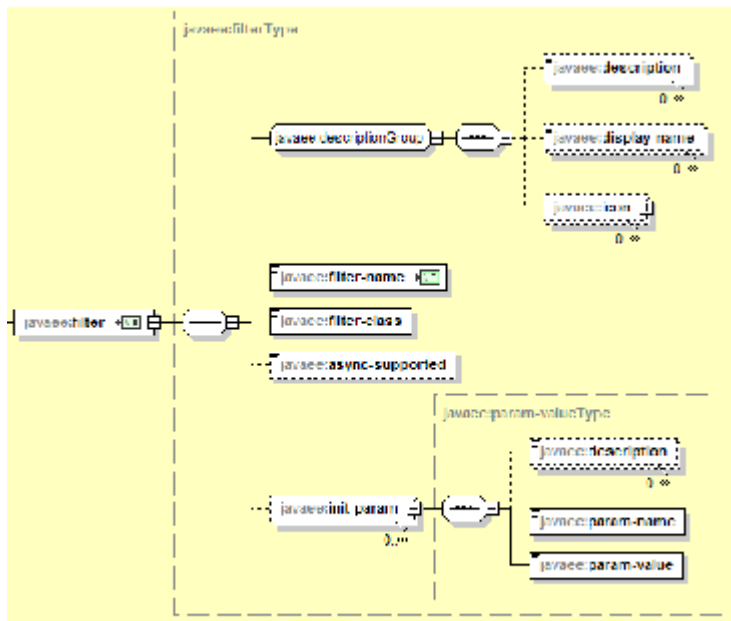 javaee:filterType
javaee:description
0..∞
javaee:descriptionGroup
javaee:display-name
0..∞
javaee:icon
0..∞
javaee:filter-name
javaee:filter
javaee:filter-class
javaee:async-supported
javaee:param-valueType
javaee:description
0..∞
javaee:init-param
0..∞
javaee:param-name
javaee:param-value